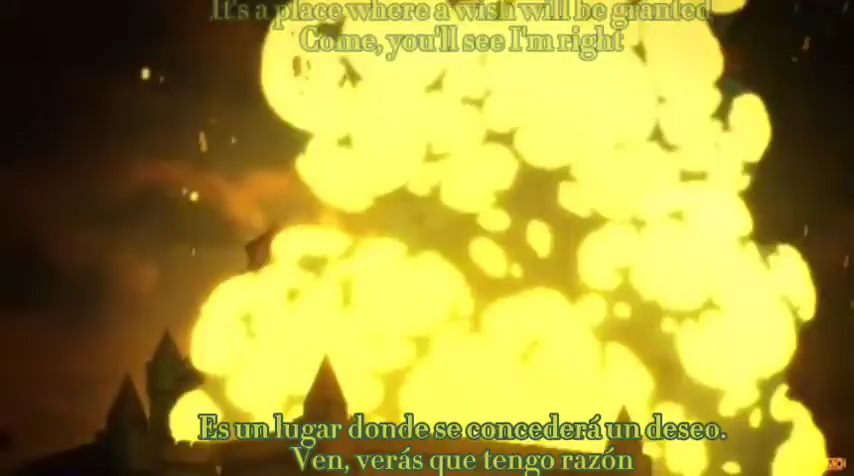 It's a place where a wish will be granted
Come, you'll see I'm right
Es un lugar donde se concederá un deseo.
Ven, verás que tengo razón